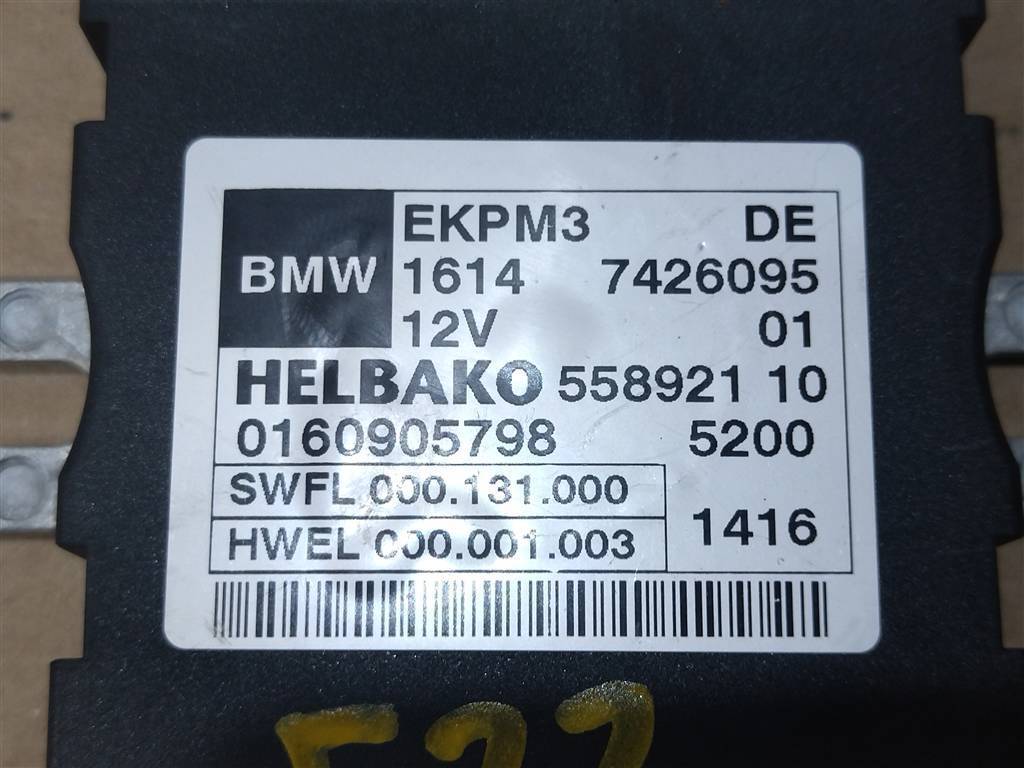 EKPM3 DE
BMW 1614 7426095
12V 01
HELBAKO 558921 10
0160905798 5200
SWFL 000.131.000
HWEL 000.001.003 1416